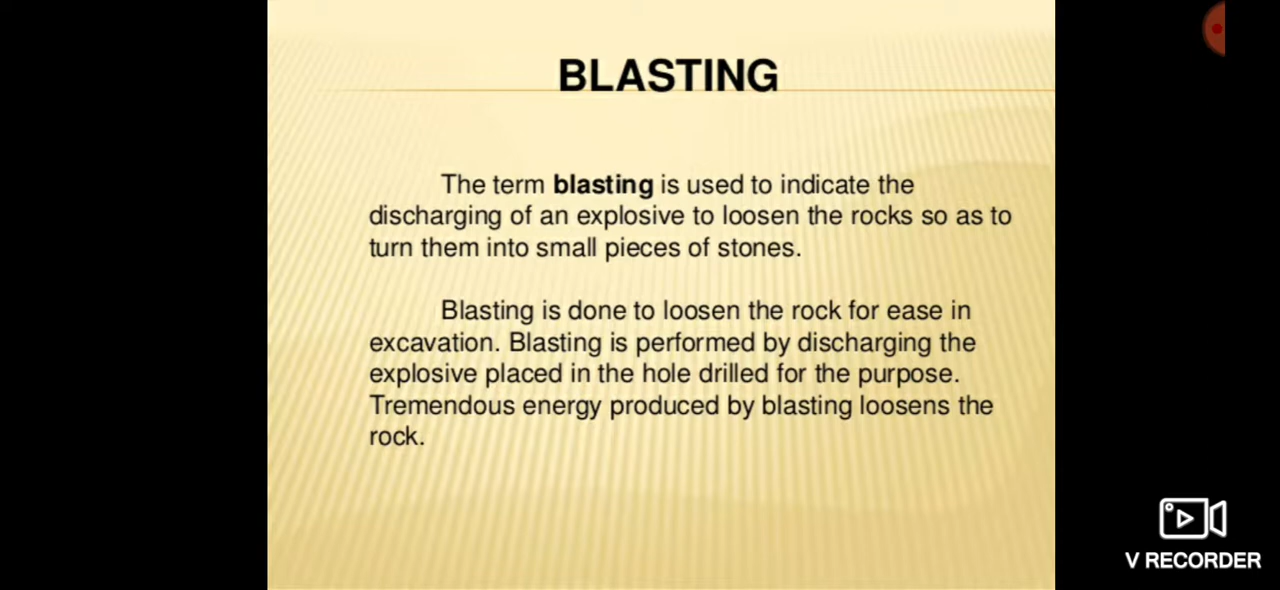 BLASTING
The term blasting is used to indicate the
discharging of an explosive to loosen the rocks so as to
turn them into small pieces of stones.
Blasting is done to loosen the rock for ease in
excavation. Blasting is performed by discharging the
explosive placed in the hole drilled for the purpose.
Tremendous energy produced by blasting loosens the
rock.
V RECORDER